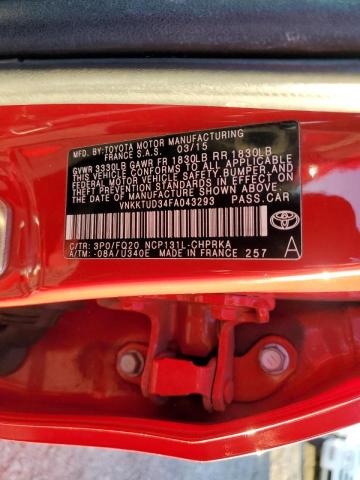 MFD. BY:TOYOTA MOTOR MANUFACTURING
FRANCE S.A.S. 03/15
GVWR 3330LB GAWR FR 1830LB RR 1830LB
THIS VEHICLE CONFORMS TO ALL APPLICABLE
FEDERAL MOTOR VEHICLE SAFETY, BUMPER, AND
THEFT PREVENTION STANDARDS IN EFFECT ON
THE DATE OF MANUFACTURE SHOWN ABOVE.
VNKKTUD34FA043293 PASS.CAR
C/TR: 3P0/FQ20 NCP131L-CHPRKA
A/TM: -08A/U340E MADE IN FRANCE 257 A
TOYOTA